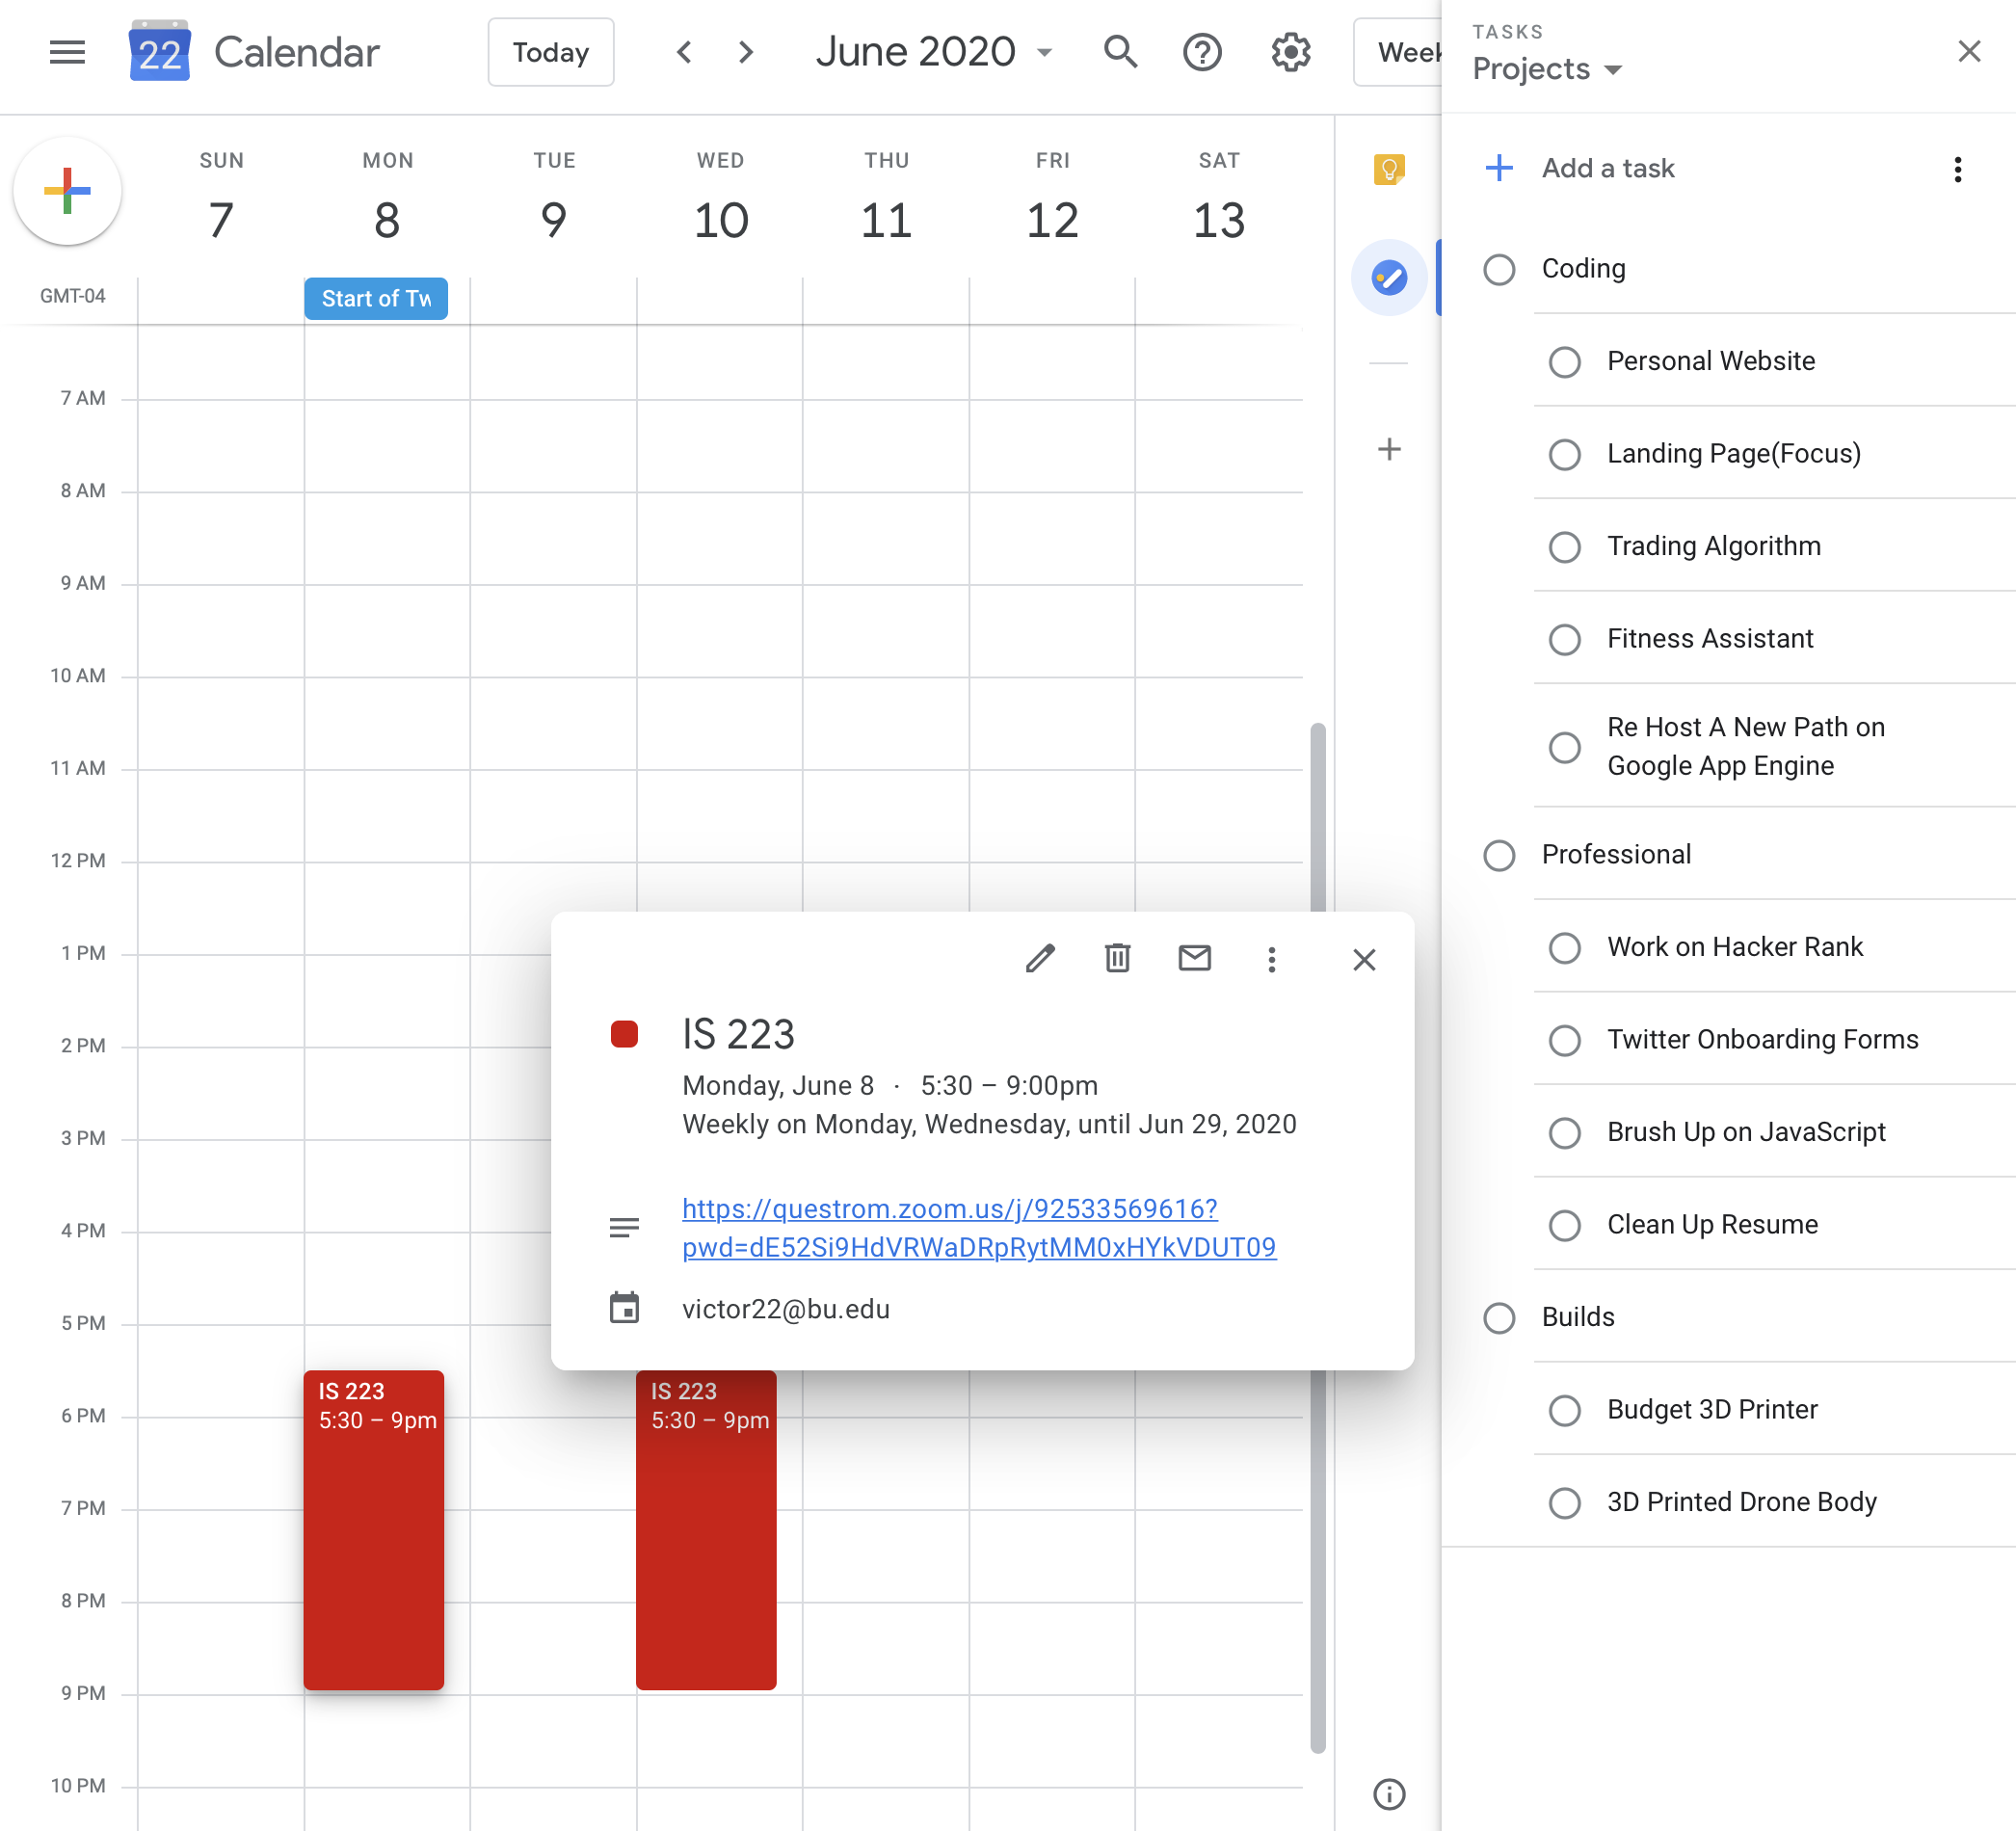 22 Calendar Today June 2020 Week
SUN MON TUE WED THU FRI SAT
7 8 9 10 11 12 13
GMT-04 Start of Tw
7 AM
8 AM
9 AM
10 AM
11 AM
12 PM
1 PM
2 PM
3 PM
4 PM
5 PM
6 PM
7 PM
8 PM
9 PM
10 PM
IS 223
5:30 – 9pm
IS 223
5:30 – 9pm
IS 223
Monday, June 8 · 5:30 – 9:00pm
Weekly on Monday, Wednesday, until Jun 29, 2020
https://questrom.zoom.us/j/92533569616?
pwd=dE52Si9HdVRWaDRpRytMM0xHYkVDUT09
victor22@bu.edu
TASKS
Projects
Add a task
Coding
Personal Website
Landing Page(Focus)
Trading Algorithm
Fitness Assistant
Re Host A New Path on
Google App Engine
Professional
Work on Hacker Rank
Twitter Onboarding Forms
Brush Up on JavaScript
Clean Up Resume
Builds
Budget 3D Printer
3D Printed Drone Body